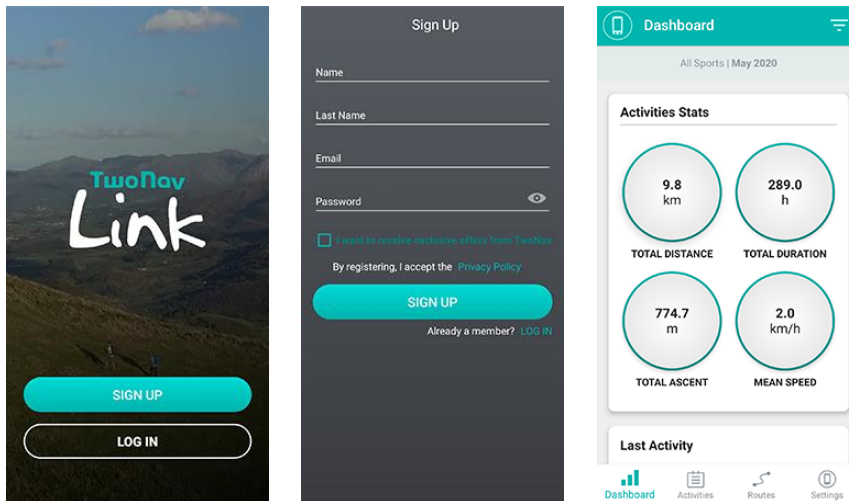 TwoNav
Link
SIGN UP
LOG IN
Sign Up
Name
Last Name
Email
Password
I want to receive exclusive offers from TwoNav
By registering, I accept the Privacy Policy
SIGN UP
Already a member? LOG IN
Dashboard
All Sports | May 2020
Activities Stats
9.8
km
289.0
h
TOTAL DISTANCE
TOTAL DURATION
774.7
m
2.0
km/h
TOTAL ASCENT
MEAN SPEED
Last Activity
Dashboard
Activities
Routes
Settings